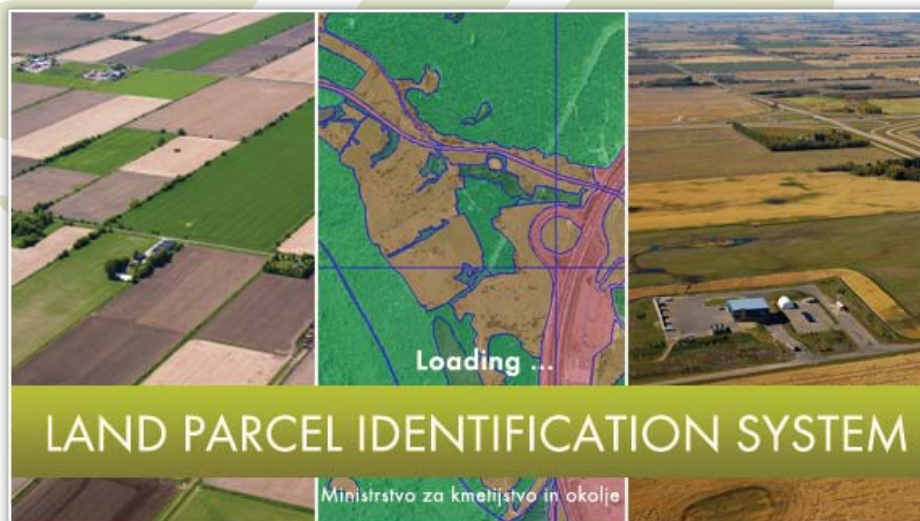 Loading ...
LAND PARCEL IDENTIFICATION SYSTEM
Ministrstvo za kmetijstvo in okolje